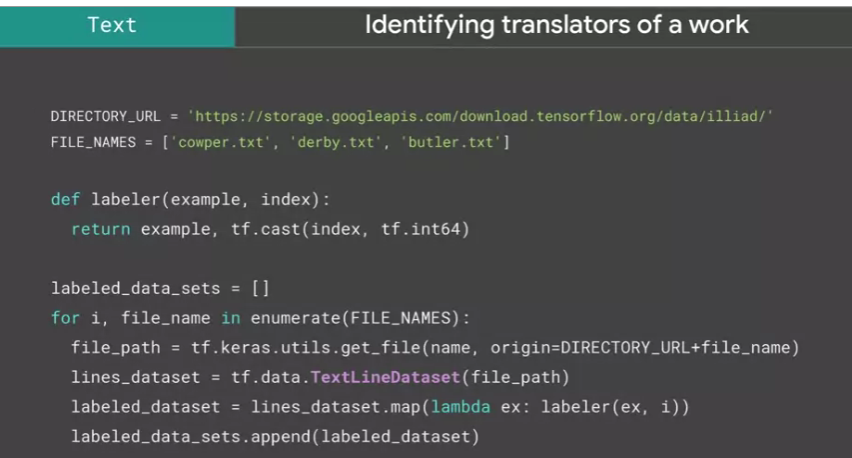 Text
Identifying translators of a work
DIRECTORY_URL = 'https://storage.googleapis.com/download.tensorflow.org/data/illiad/'
FILE_NAMES = ['cowper.txt', 'derby.txt', 'butler.txt']
def labeler(example, index):
  return example, tf.cast(index, tf.int64)
labeled_data_sets = []
for i, file_name in enumerate(FILE_NAMES):
  file_path = tf.keras.utils.get_file(name, origin=DIRECTORY_URL+file_name)
  lines_dataset = tf.data.TextLineDataset(file_path)
  labeled_dataset = lines_dataset.map(lambda ex: labeler(ex, i))
  labeled_data_sets.append(labeled_dataset)